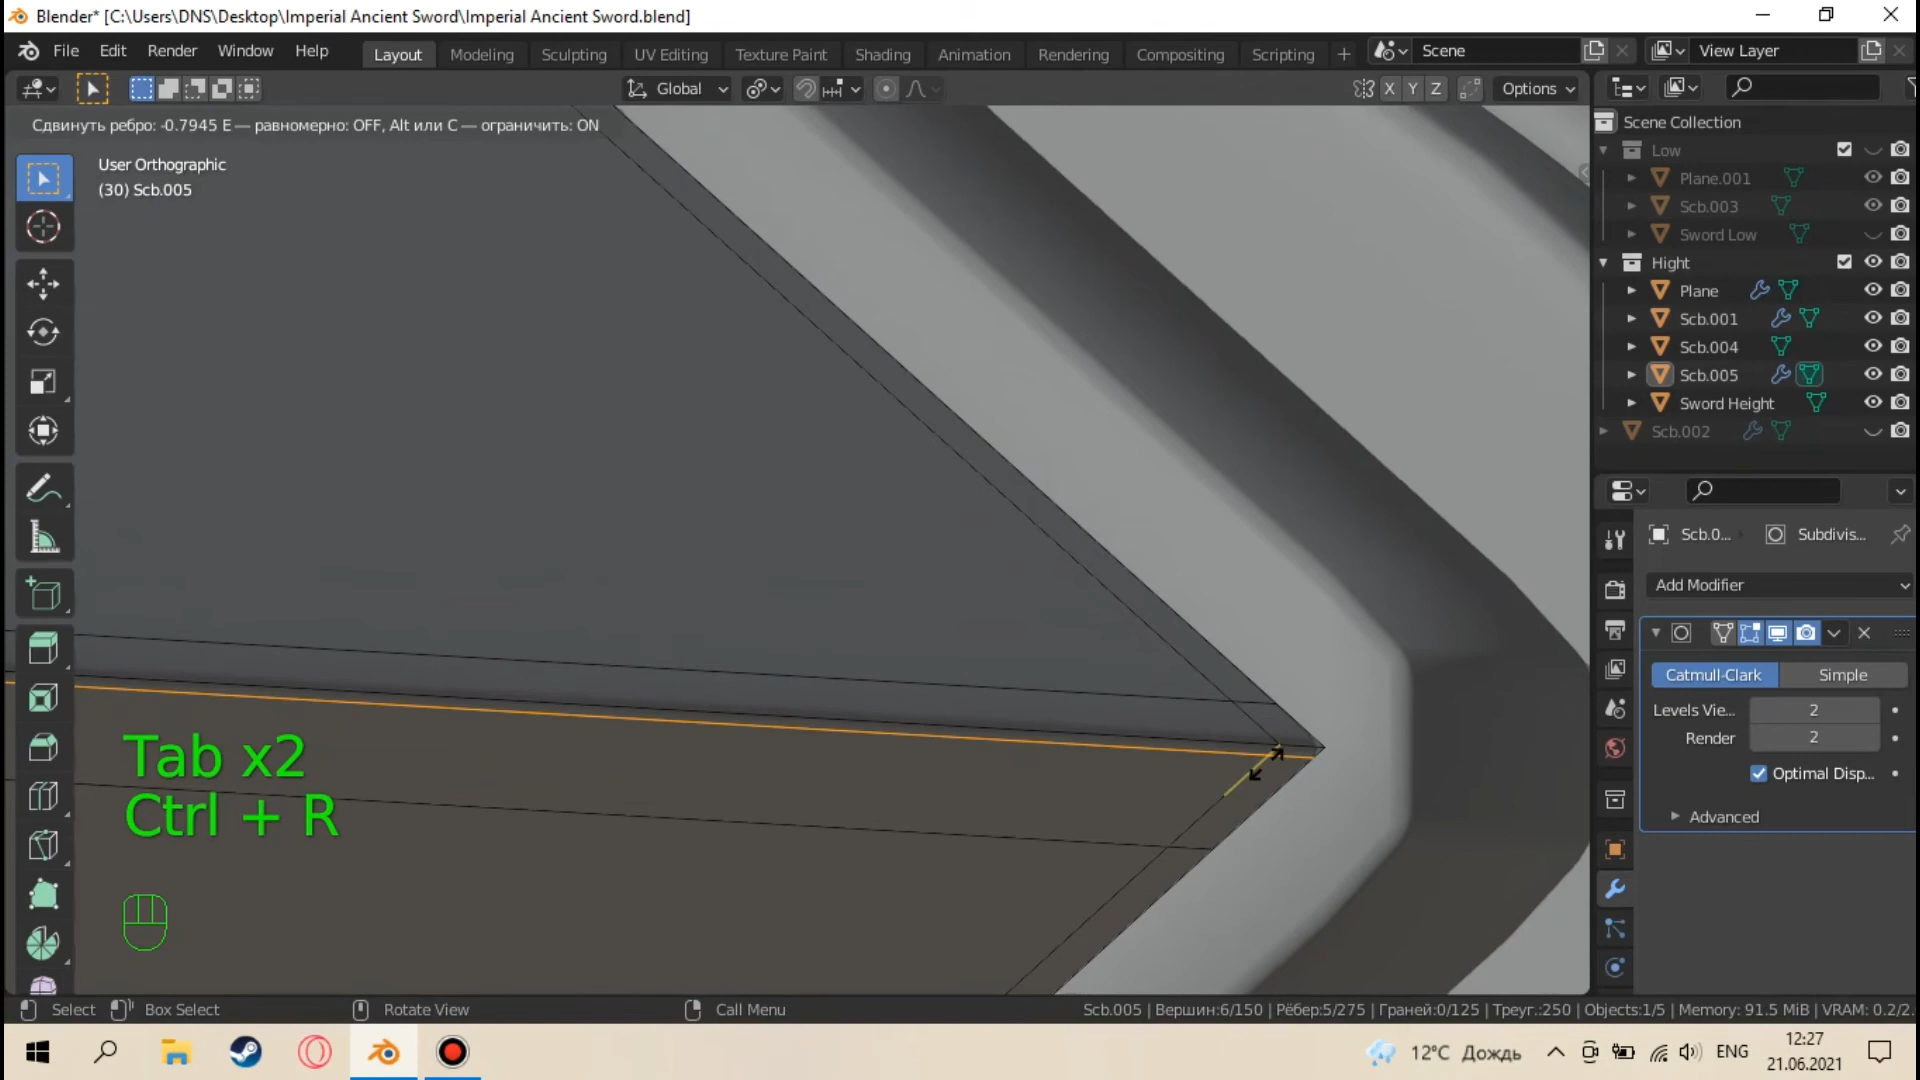 Blender* [C:\Users\DNS\Desktop\Imperial Ancient Sword\Imperial Ancient Sword.blend]
File Edit Render Window Help Layout Modeling Sculpting UV Editing Texture Paint Shading Animation Rendering Compositing Scripting + Scene View Layer
Global X Y Z Options
Сдвинуть ребро: -0.7945 E — равномерно: OFF, Alt или C — ограничить: ON
User Orthographic
(30) Scb.005
Scene Collection
Low
Plane.001
Scb.003
Sword Low
Hight
Plane
Scb.001
Scb.004
Scb.005
Sword Height
Scb.002
Scb.0... Subdivis...
Add Modifier
Catmull-Clark Simple
Levels Vie... 2
Render 2
Optimal Disp...
Advanced
Tab x2
Ctrl + R
Select Box Select Rotate View Call Menu Scb.005 | Вершин:6/150 | Рёбер:5/275 | Граней:0/125 | Треуг.:250 | Objects:1/5 | Memory: 91.5 MiB | VRAM: 0.2/2.
12°C Дождь ENG 12:27
21.06.2021